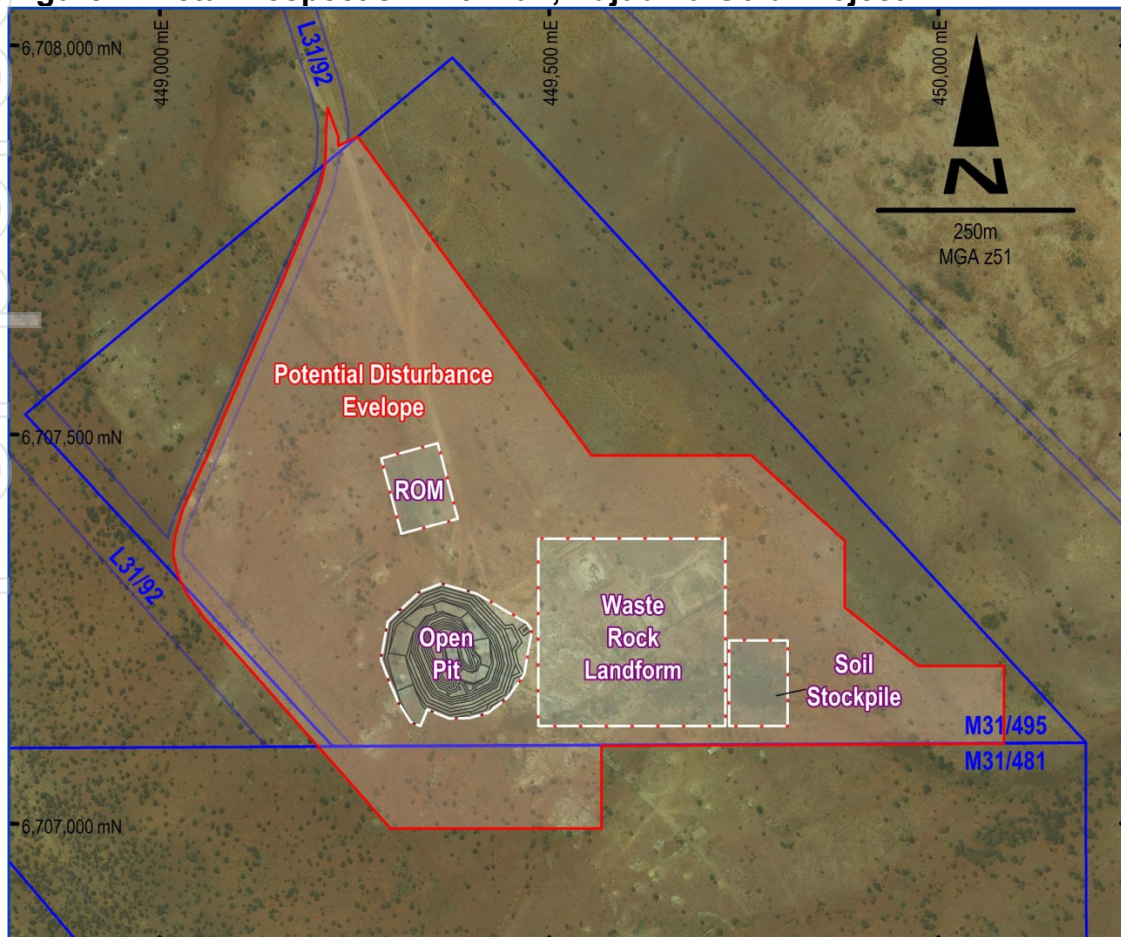 6,708,000 mN
449,000 mE
449,500 mE
450,000 mE
L31/92
N
250m
MGA z51
Potential Disturbance
Evelope
6,707,500 mN
ROM
L31/92
Open
Pit
Waste
Rock
Landform
Soil
Stockpile
M31/495
M31/481
6,707,000 mN